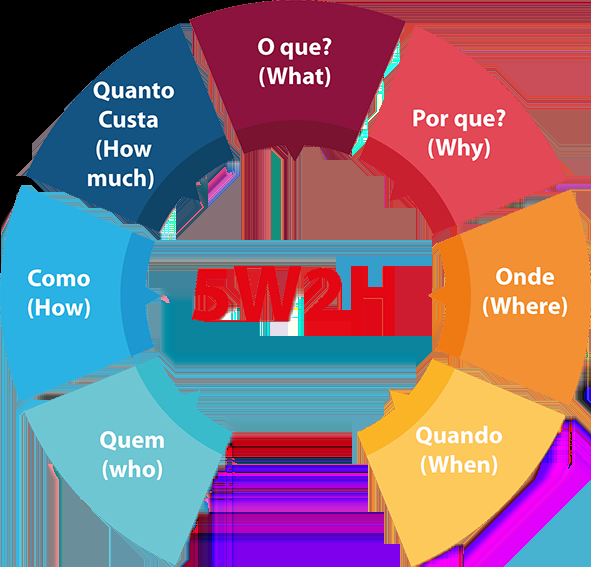 O que?
(What)
Por que?
(Why)
Onde
(Where)
Quando
(When)
Quem
(who)
Como
(How)
Quanto
Custa
(How
much)
5W2H